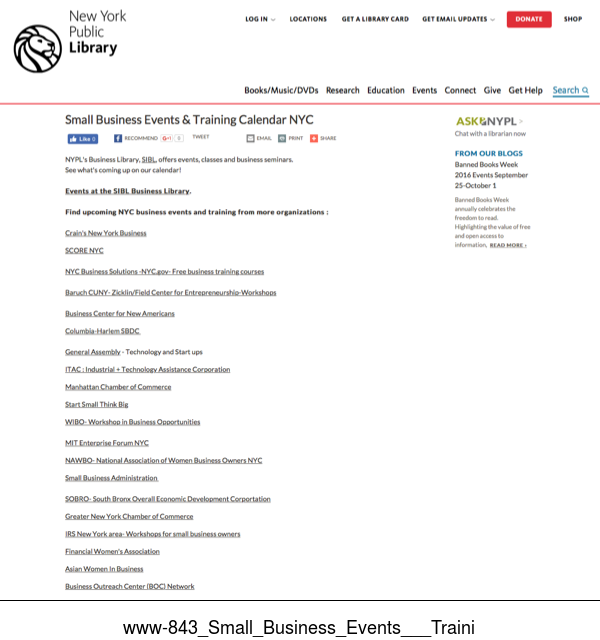 New York
Public
Library
LOG IN
LOCATIONS
GET A LIBRARY CARD
GET EMAIL UPDATES
DONATE
SHOP
Books/Music/DVDs Research Education Events Connect Give Get Help Search
Small Business Events & Training Calendar NYC
Like 0
RECOMMEND
G+1 0
TWEET
EMAIL
PRINT
SHARE
NYPL's Business Library, SIBL, offers events, classes and business seminars.
See what's coming up on our calendar!
Events at the SIBL Business Library.
Find upcoming NYC business events and training from more organizations :
Crain's New York Business
SCORE NYC
NYC Business Solutions -NYC.gov- Free business training courses
Baruch CUNY- Zicklin/Field Center for Entrepreneurship-Workshops
Business Center for New Americans
Columbia-Harlem SBDC
General Assembly - Technology and Start ups
ITAC : Industrial + Technology Assistance Corporation
Manhattan Chamber of Commerce
Start Small Think Big
WIBO- Workshop in Business Opportunities
MIT Enterprise Forum NYC
NAWBO- National Association of Women Business Owners NYC
Small Business Administration
SOBRO- South Bronx Overall Economic Development Corportation
Greater New York Chamber of Commerce
IRS New York area- Workshops for small business owners
Financial Women's Association
Asian Women in Business
Business Outreach Center (BOC) Network
ASK NYPL >
Chat with a librarian now
FROM OUR BLOGS
Banned Books Week
2016 Events September
25-October 1
Banned Books Week
annually celebrates the
freedom to read.
Highlighting the value of free
and open access to
information, READ MORE >
www-843_Small_Business_Events___Traini